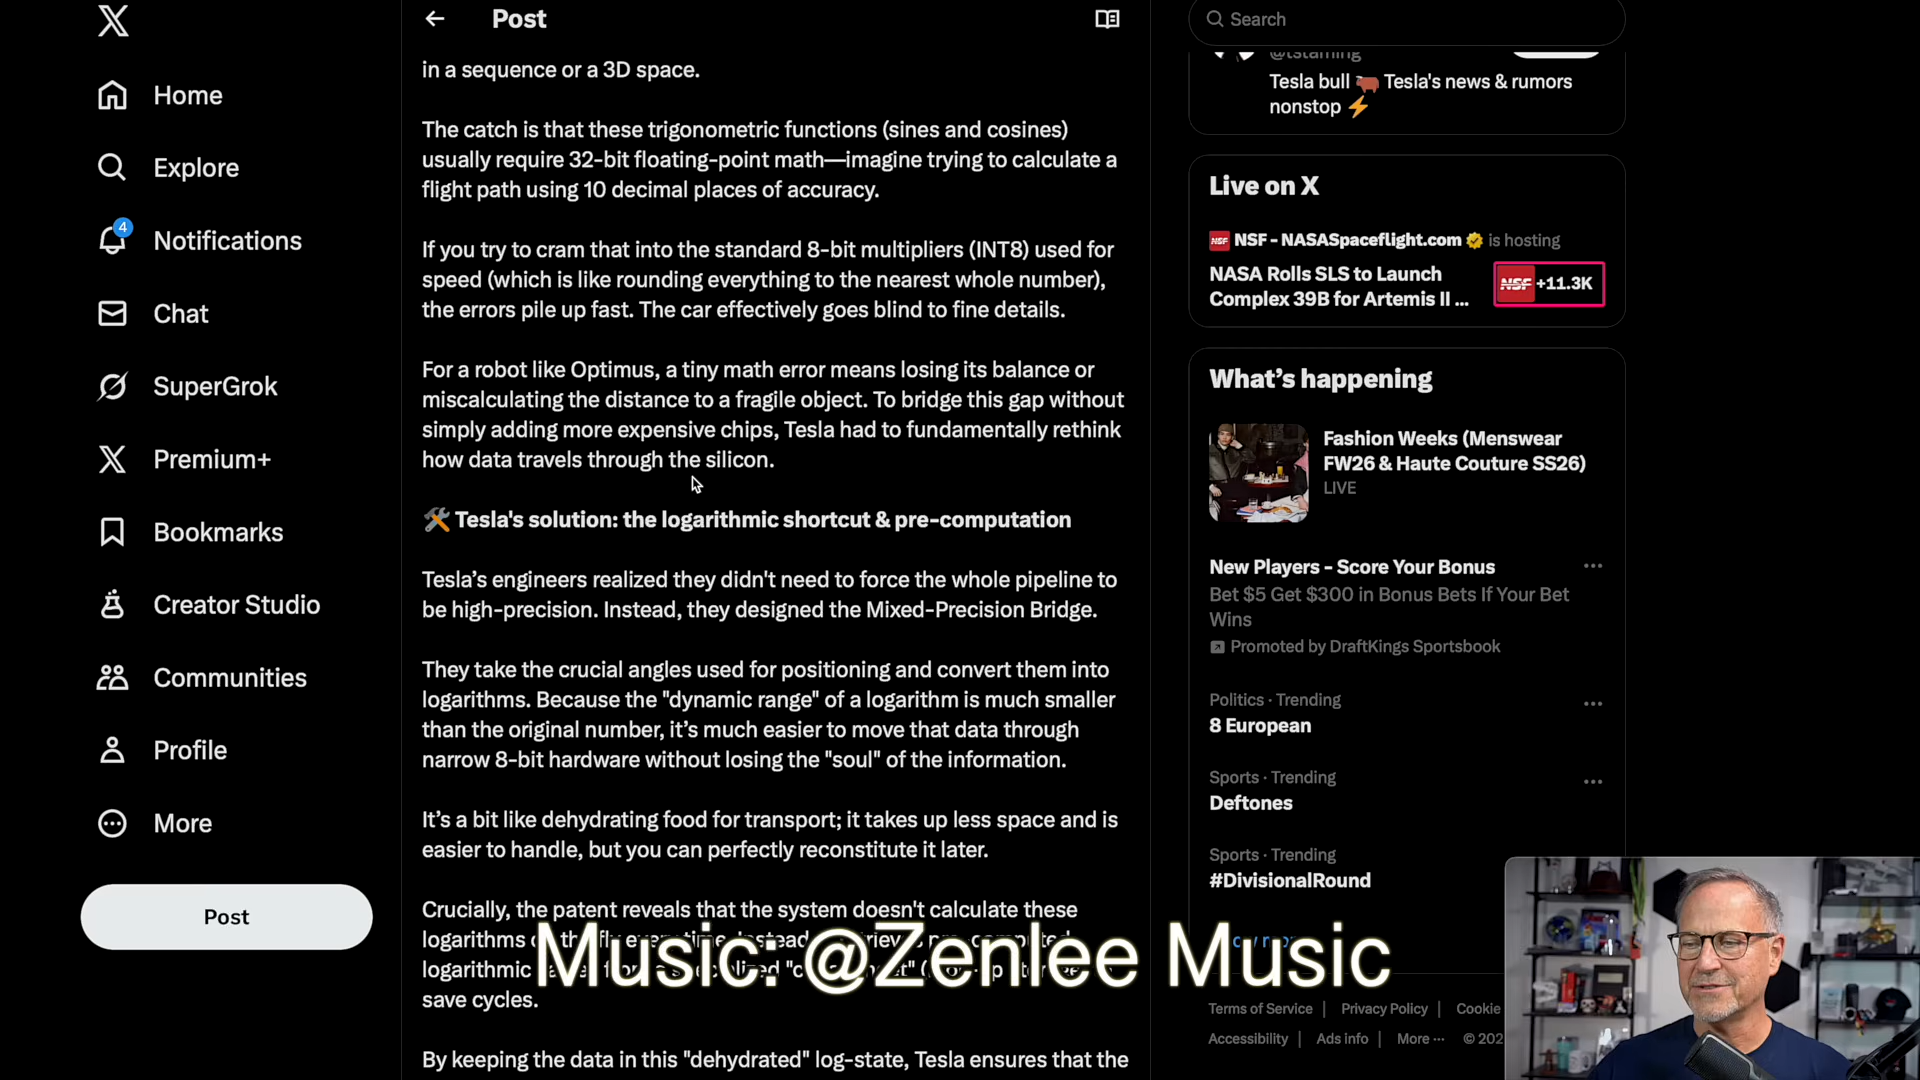 X
Home
Explore
4
Notifications
Chat
SuperGrok
Premium+
Bookmarks
Creator Studio
Communities
Profile
More
Post
Post
in a sequence or a 3D space.
The catch is that these trigonometric functions (sines and cosines)
usually require 32-bit floating-point math—imagine trying to calculate a
flight path using 10 decimal places of accuracy.
If you try to cram that into the standard 8-bit multipliers (INT8) used for
speed (which is like rounding everything to the nearest whole number),
the errors pile up fast. The car effectively goes blind to fine details.
For a robot like Optimus, a tiny math error means losing its balance or
miscalculating the distance to a fragile object. To bridge this gap without
simply adding more expensive chips, Tesla had to fundamentally rethink
how data travels through the silicon.
🛠️ Tesla's solution: the logarithmic shortcut & pre-computation
Tesla’s engineers realized they didn't need to force the whole pipeline to
be high-precision. Instead, they designed the Mixed-Precision Bridge.
They take the crucial angles used for positioning and convert them into
logarithms. Because the "dynamic range" of a logarithm is much smaller
than the original number, it’s much easier to move that data through
narrow 8-bit hardware without losing the "soul" of the information.
It’s a bit like dehydrating food for transport; it takes up less space and is
easier to handle, but you can perfectly reconstitute it later.
Crucially, the patent reveals that the system doesn't calculate these
logarithms
logarithmic
save cycles.
By keeping the data in this "dehydrated" log-state, Tesla ensures that the
Music: @Zenlee Music
Search
Tesla bull 🐂 Tesla's news & rumors
nonstop ⚡
Live on X
NSF NSF - NASASpaceflight.com is hosting
NASA Rolls SLS to Launch
Complex 39B for Artemis II ...
NSF +11.3K
What’s happening
Fashion Weeks (Menswear
FW26 & Haute Couture SS26)
LIVE
New Players - Score Your Bonus
Bet $5 Get $300 in Bonus Bets If Your Bet
Wins
Promoted by DraftKings Sportsbook
Politics · Trending
8 European
Sports · Trending
Deftones
Sports · Trending
#DivisionalRound
Terms of Service | Privacy Policy | Cookie
Accessibility | Ads info | More ··· © 202